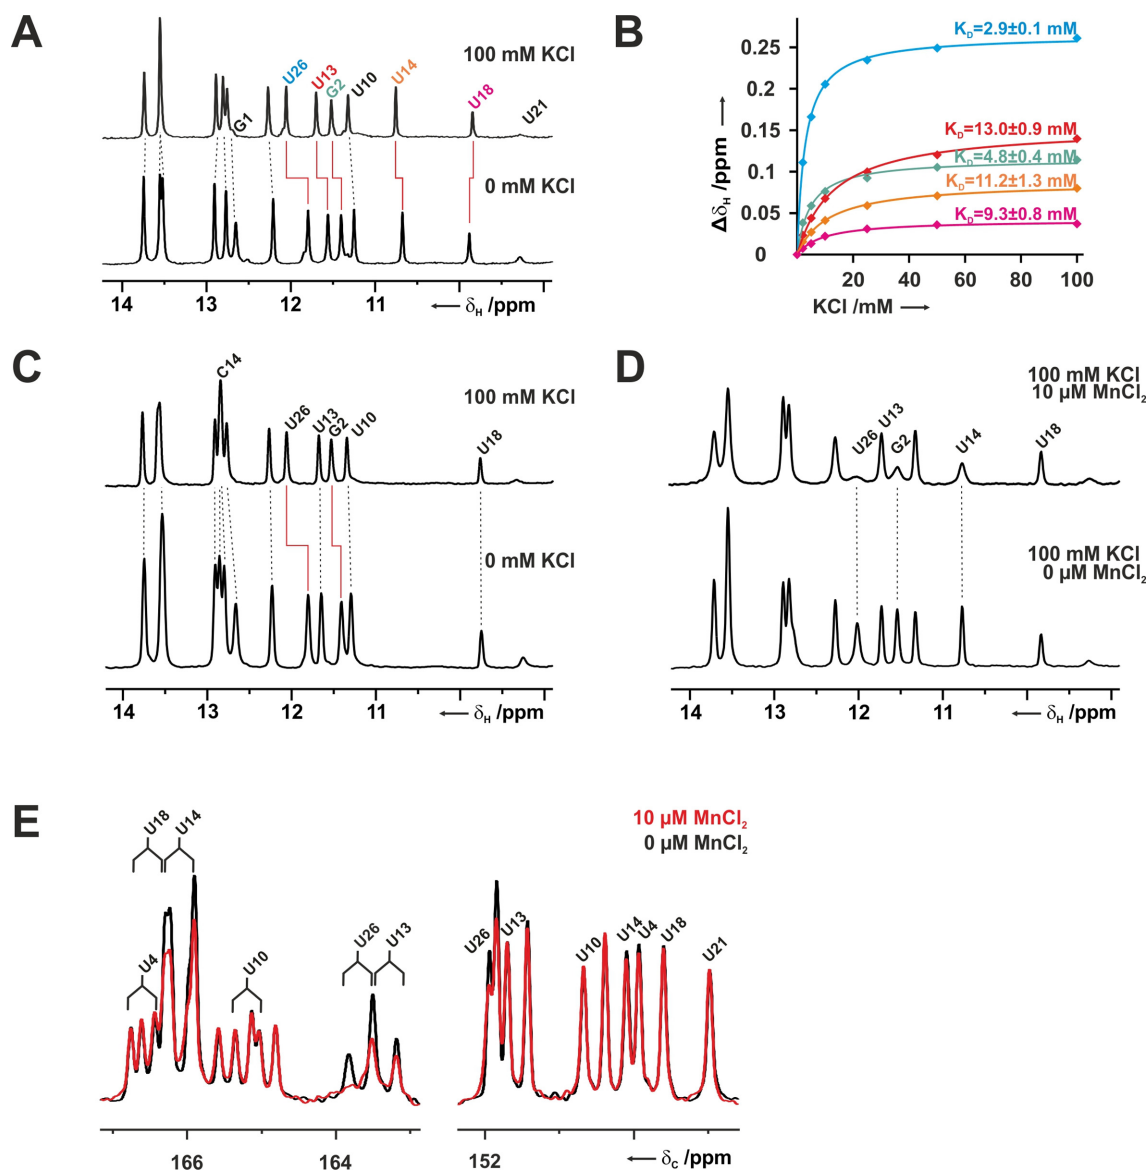 A
100 mM KCl
U26
U13
G2
U10
U14
U18
U21
G1
0 mM KCl
14
13
12
11
← δH /ppm
B
KD=2.9±0.1 mM
KD=13.0±0.9 mM
KD=4.8±0.4 mM
KD=11.2±1.3 mM
KD=9.3±0.8 mM
0.25
0.2
0.15
0.1
0.05
0
ΔδH /ppm →
20
40
60
80
100
KCl /mM →
C
C14
100 mM KCl
U26
U13
G2
U10
U18
0 mM KCl
14
13
12
11
← δH /ppm
D
100 mM KCl
10 µM MnCl2
U26
U13
G2
U14
U18
100 mM KCl
0 µM MnCl2
14
13
12
11
← δH /ppm
E
10 µM MnCl2
0 µM MnCl2
U18
U14
U4
U10
U26
U13
U26
U13
U10
U14
U4
U18
U21
166
164
152
← δC /ppm